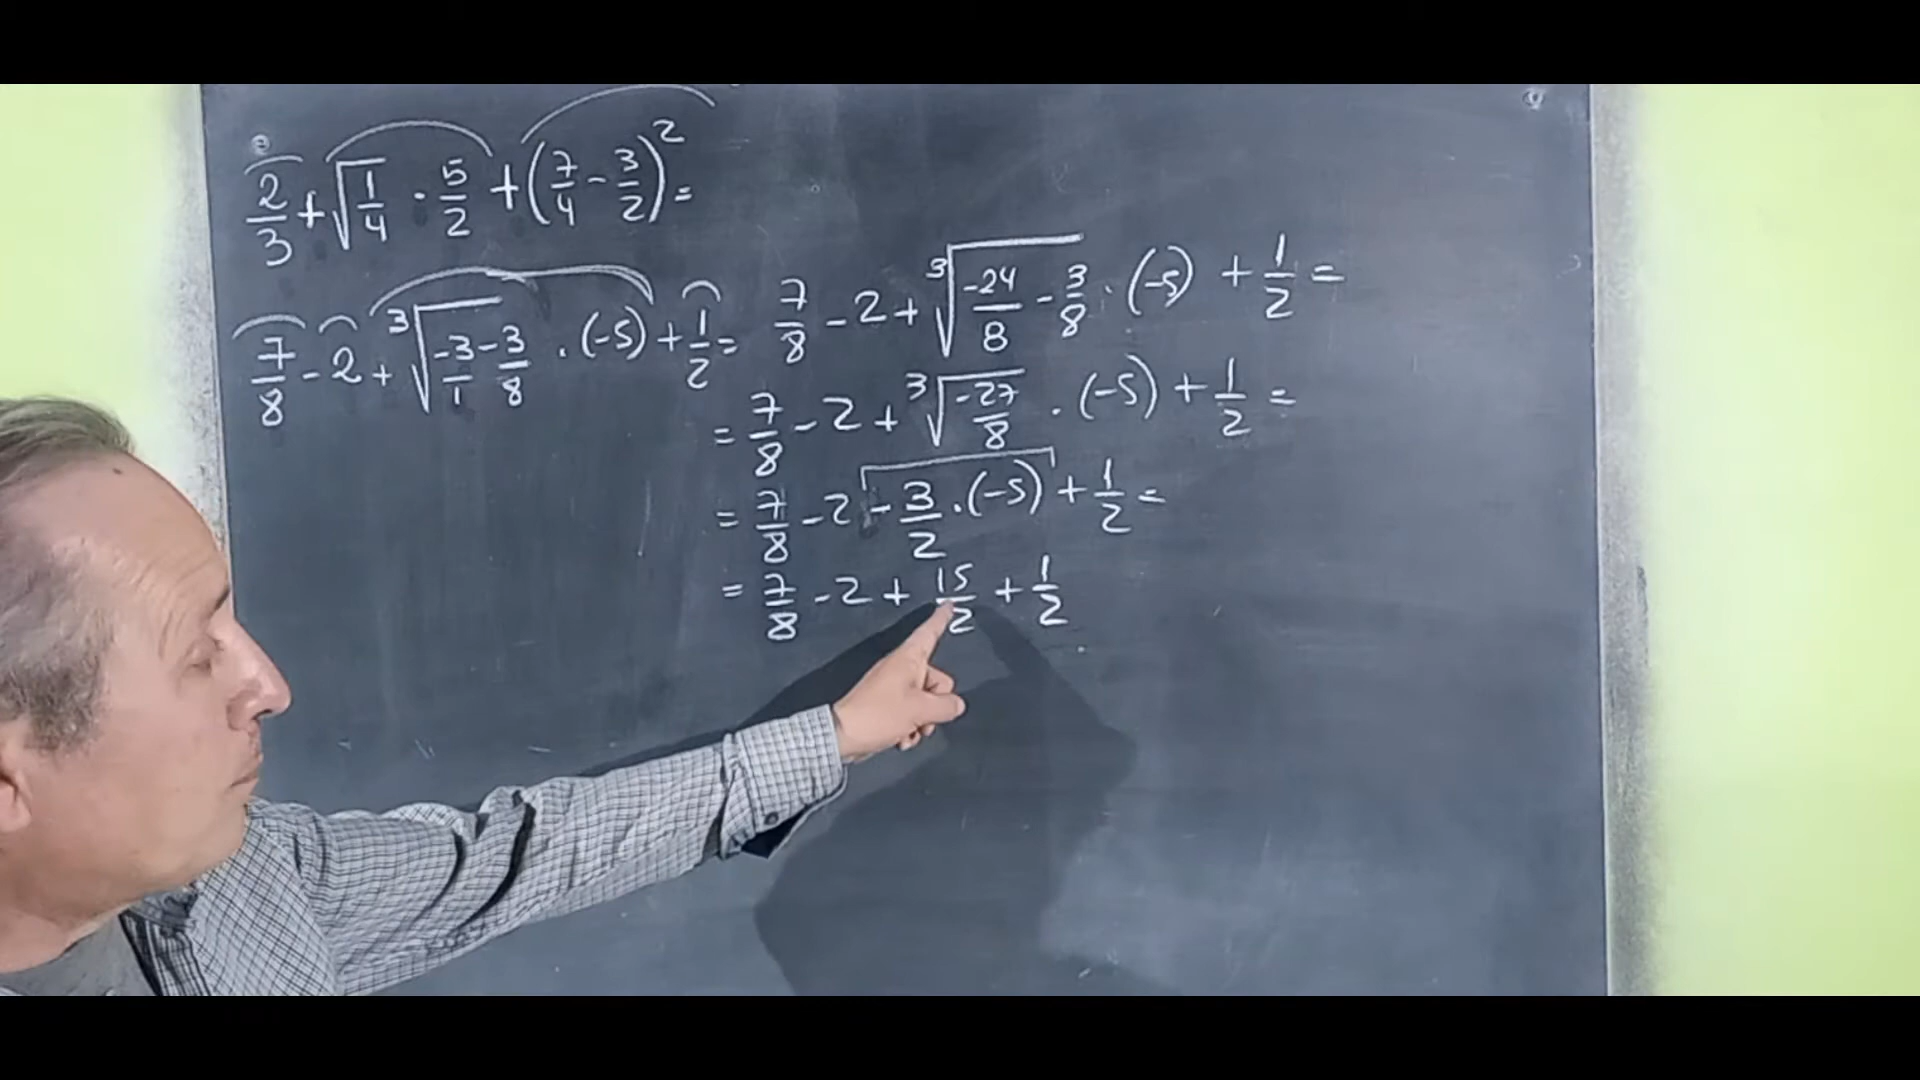 2/3 + √(1/4) · 5/2 + (7/4 - 3/2)² =
7/8 - 2 + ³√(-3/1 - 3/8) · (-5) + 1/2 = 7/8 - 2 + ³√(-24/8 - 3/8) · (-5) + 1/2 =
= 7/8 - 2 + ³√(-27/8) · (-5) + 1/2 =
= 7/8 - 2 - 3/2 · (-5) + 1/2 =
= 7/8 - 2 + 15/2 + 1/2